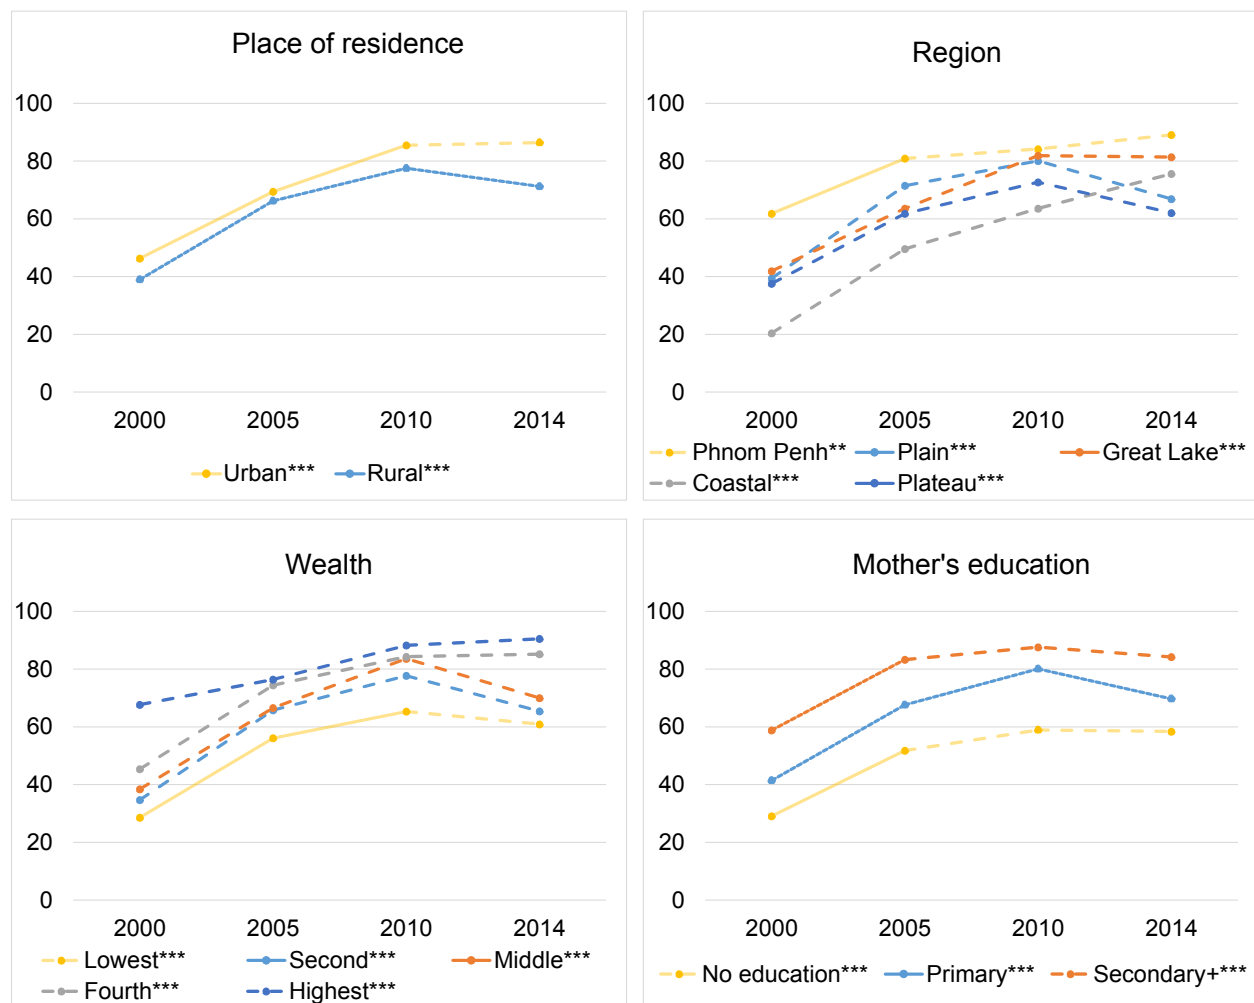 Place of residence
100
80
60
40
20
0
2000 2005 2010 2014
Urban*** Rural***
Region
100
80
60
40
20
0
2000 2005 2010 2014
Phnom Penh** Plain*** Great Lake***
Coastal*** Plateau***
Wealth
100
80
60
40
20
0
2000 2005 2010 2014
Lowest*** Second*** Middle***
Fourth*** Highest***
Mother's education
100
80
60
40
20
0
2000 2005 2010 2014
No education*** Primary*** Secondary+***